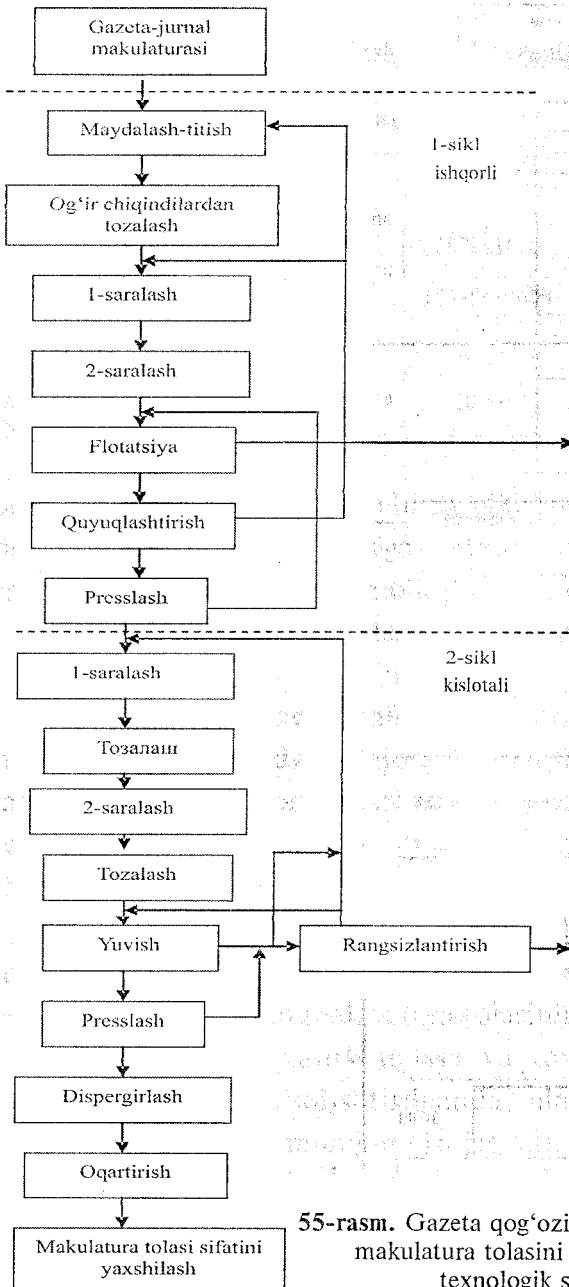 Gazeta-jurnal
makulaturasi
Maydalash-titish
1-sikl
ishqorli
Og‘ir chiqindilardan
tozalash
1-saralash
2-saralash
Flotatsiya
Quyuqlashtirish
Presslash
2-sikl
kislotali
1-saralash
Тозалаш
2-saralash
Tozalash
Yuvish
Rangsizlantirish
Presslash
Dispergirlash
Oqartirish
Makulatura tolasi sifatini
yaxshilash
55-rasm. Gazeta qog‘ozi
makulatura tolasini
texnologik s